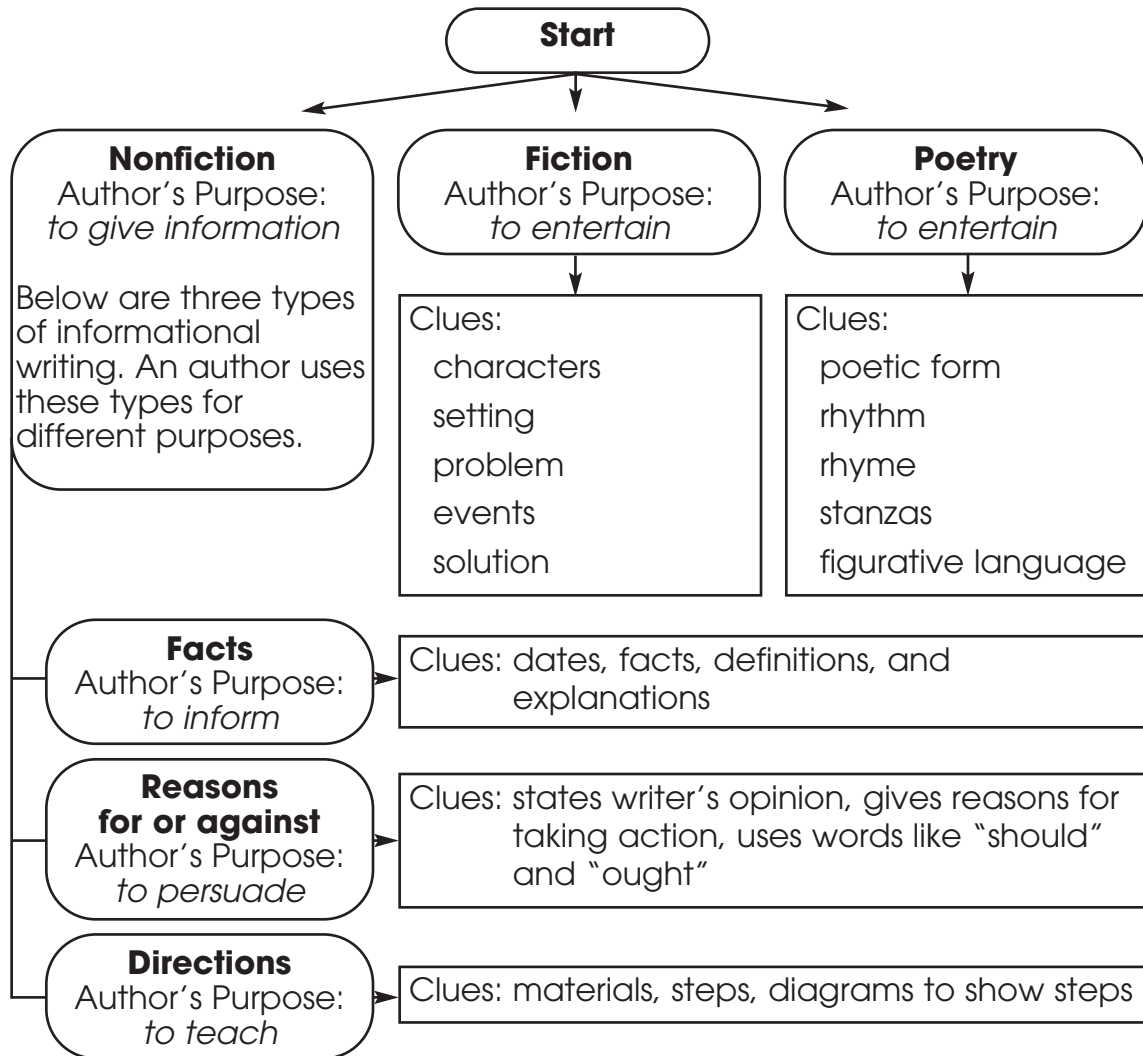 Start
Nonfiction
Author's Purpose:
to give information
Below are three types
of informational
writing. An author uses
these types for
different purposes.
Fiction
Author's Purpose:
to entertain
Clues:
characters
setting
problem
events
solution
Poetry
Author's Purpose:
to entertain
Clues:
poetic form
rhythm
rhyme
stanzas
figurative language
Facts
Author's Purpose:
to inform
Clues: dates, facts, definitions, and
explanations
Reasons
for or against
Author's Purpose:
to persuade
Clues: states writer's opinion, gives reasons for
taking action, uses words like “should”
and “ought”
Directions
Author's Purpose:
to teach
Clues: materials, steps, diagrams to show steps